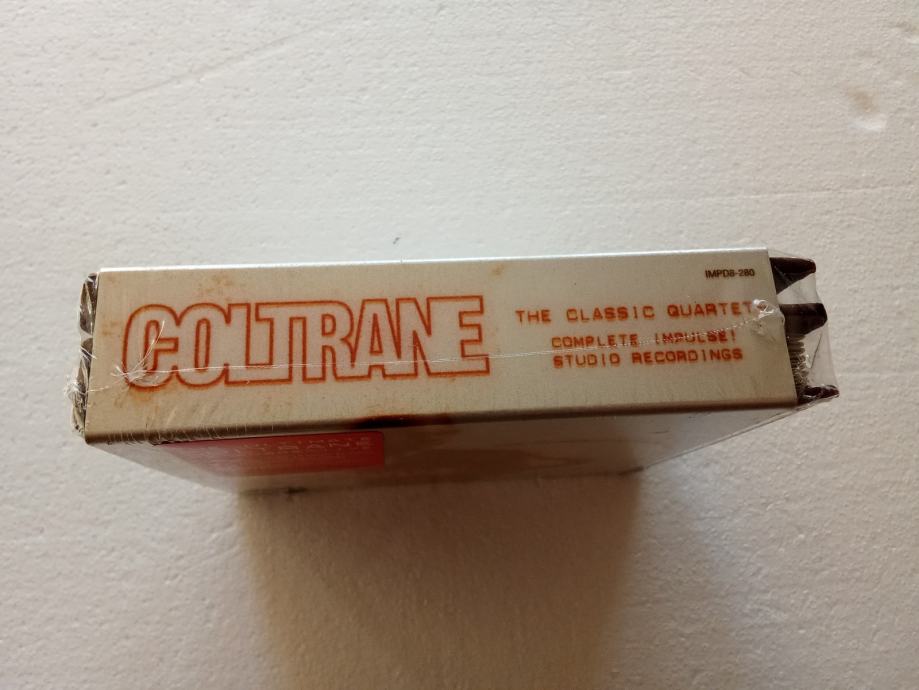 IMPD8-280
COLTRANE
THE CLASSIC QUARTET
COMPLETE IMPULSE!
STUDIO RECORDINGS